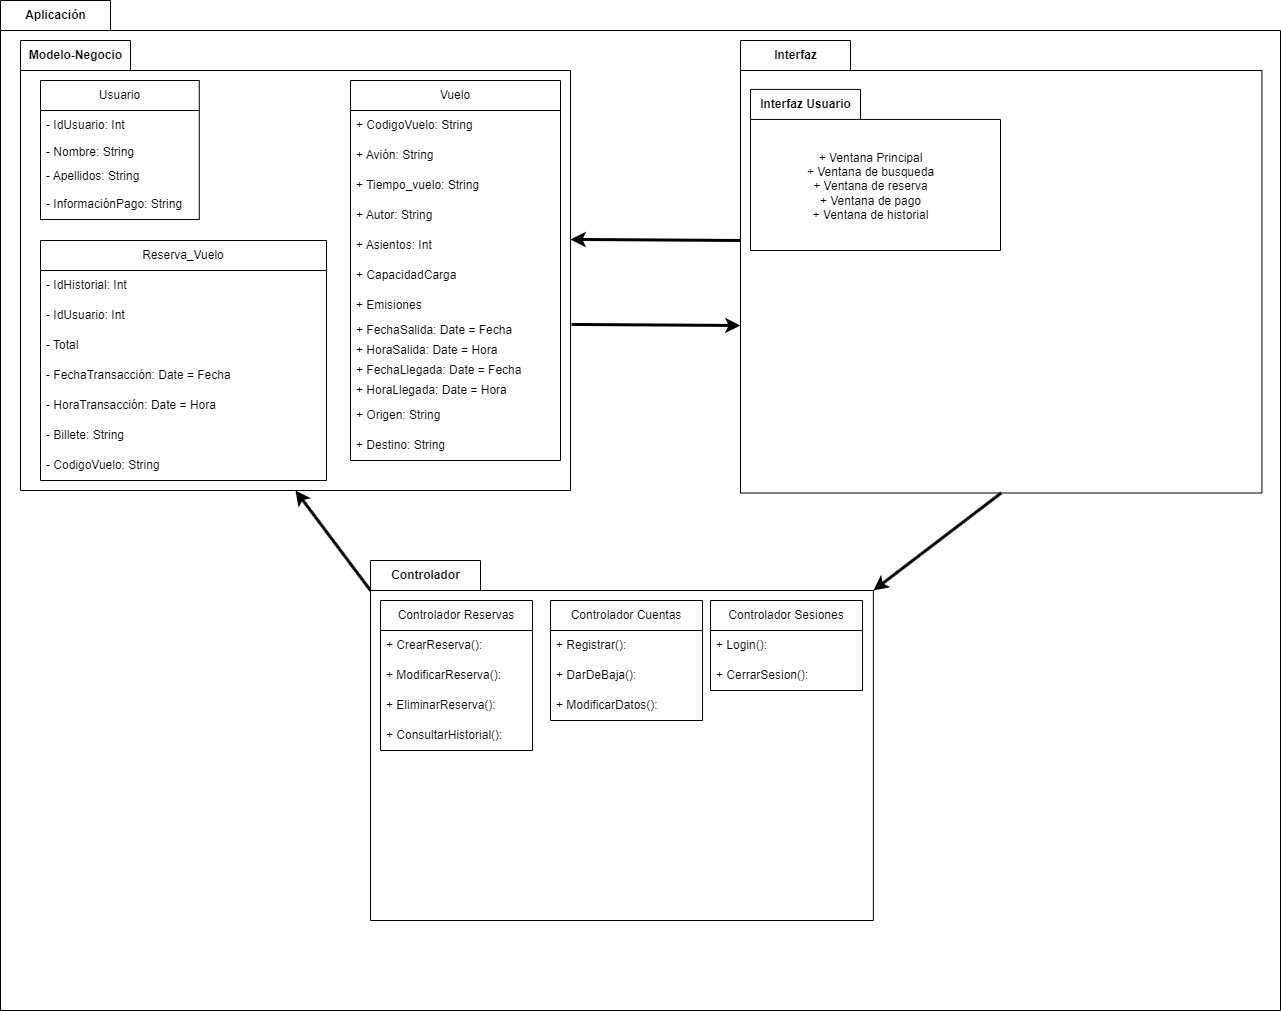 Aplicación
Modelo-Negocio
Usuario
- IdUsuario: Int
- Nombre: String
- Apellidos: String
- InformaciónPago: String
Reserva_Vuelo
- IdHistorial: Int
- IdUsuario: Int
- Total
- FechaTransacción: Date = Fecha
- HoraTransacción: Date = Hora
- Billete: String
- CodigoVuelo: String
Vuelo
+ CodigoVuelo: String
+ Avión: String
+ Tiempo_vuelo: String
+ Autor: String
+ Asientos: Int
+ CapacidadCarga
+ Emisiones
+ FechaSalida: Date = Fecha
+ HoraSalida: Date = Hora
+ FechaLlegada: Date = Fecha
+ HoraLlegada: Date = Hora
+ Origen: String
+ Destino: String
Interfaz
Interfaz Usuario
+ Ventana Principal
+ Ventana de busqueda
+ Ventana de reserva
+ Ventana de pago
+ Ventana de historial
Controlador
Controlador Reservas
+ CrearReserva():
+ ModificarReserva():
+ EliminarReserva():
+ ConsultarHistorial():
Controlador Cuentas
+ Registrar():
+ DarDeBaja():
+ ModificarDatos():
Controlador Sesiones
+ Login():
+ CerrarSesion():